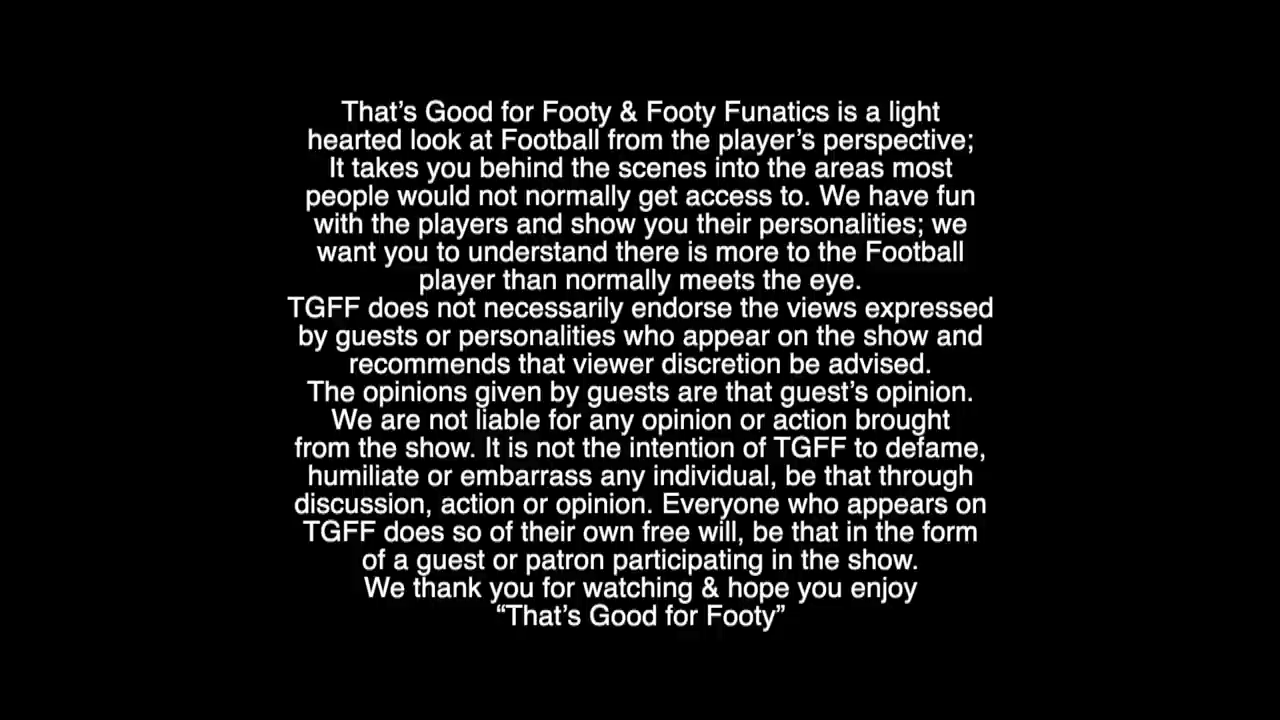 That’s Good for Footy & Footy Funatics is a light
hearted look at Football from the player’s perspective;
It takes you behind the scenes into the areas most
people would not normally get access to. We have fun
with the players and show you their personalities; we
want you to understand there is more to the Football
player than normally meets the eye.
TGFF does not necessarily endorse the views expressed
by guests or personalities who appear on the show and
recommends that viewer discretion be advised.
The opinions given by guests are that guest’s opinion.
We are not liable for any opinion or action brought
from the show. It is not the intention of TGFF to defame,
humiliate or embarrass any individual, be that through
discussion, action or opinion. Everyone who appears on
TGFF does so of their own free will, be that in the form
of a guest or patron participating in the show.
We thank you for watching & hope you enjoy
“That’s Good for Footy”